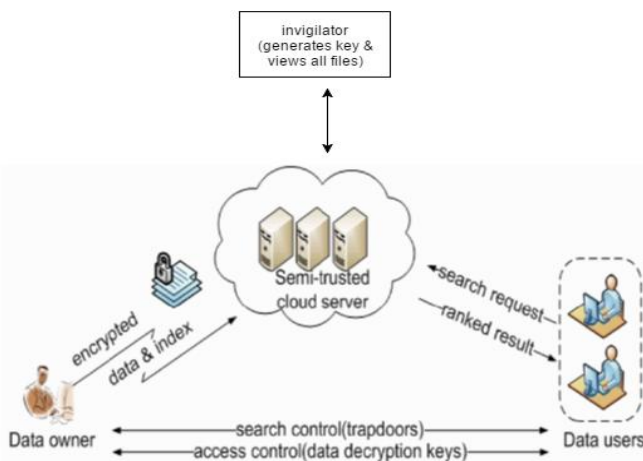 invigilator
(generates key &
views all files)
Semi-trusted
cloud server
encrypted
data & index
search request
ranked result
search control(trapdoors)
access control(data decryption keys)
Data owner
Data users